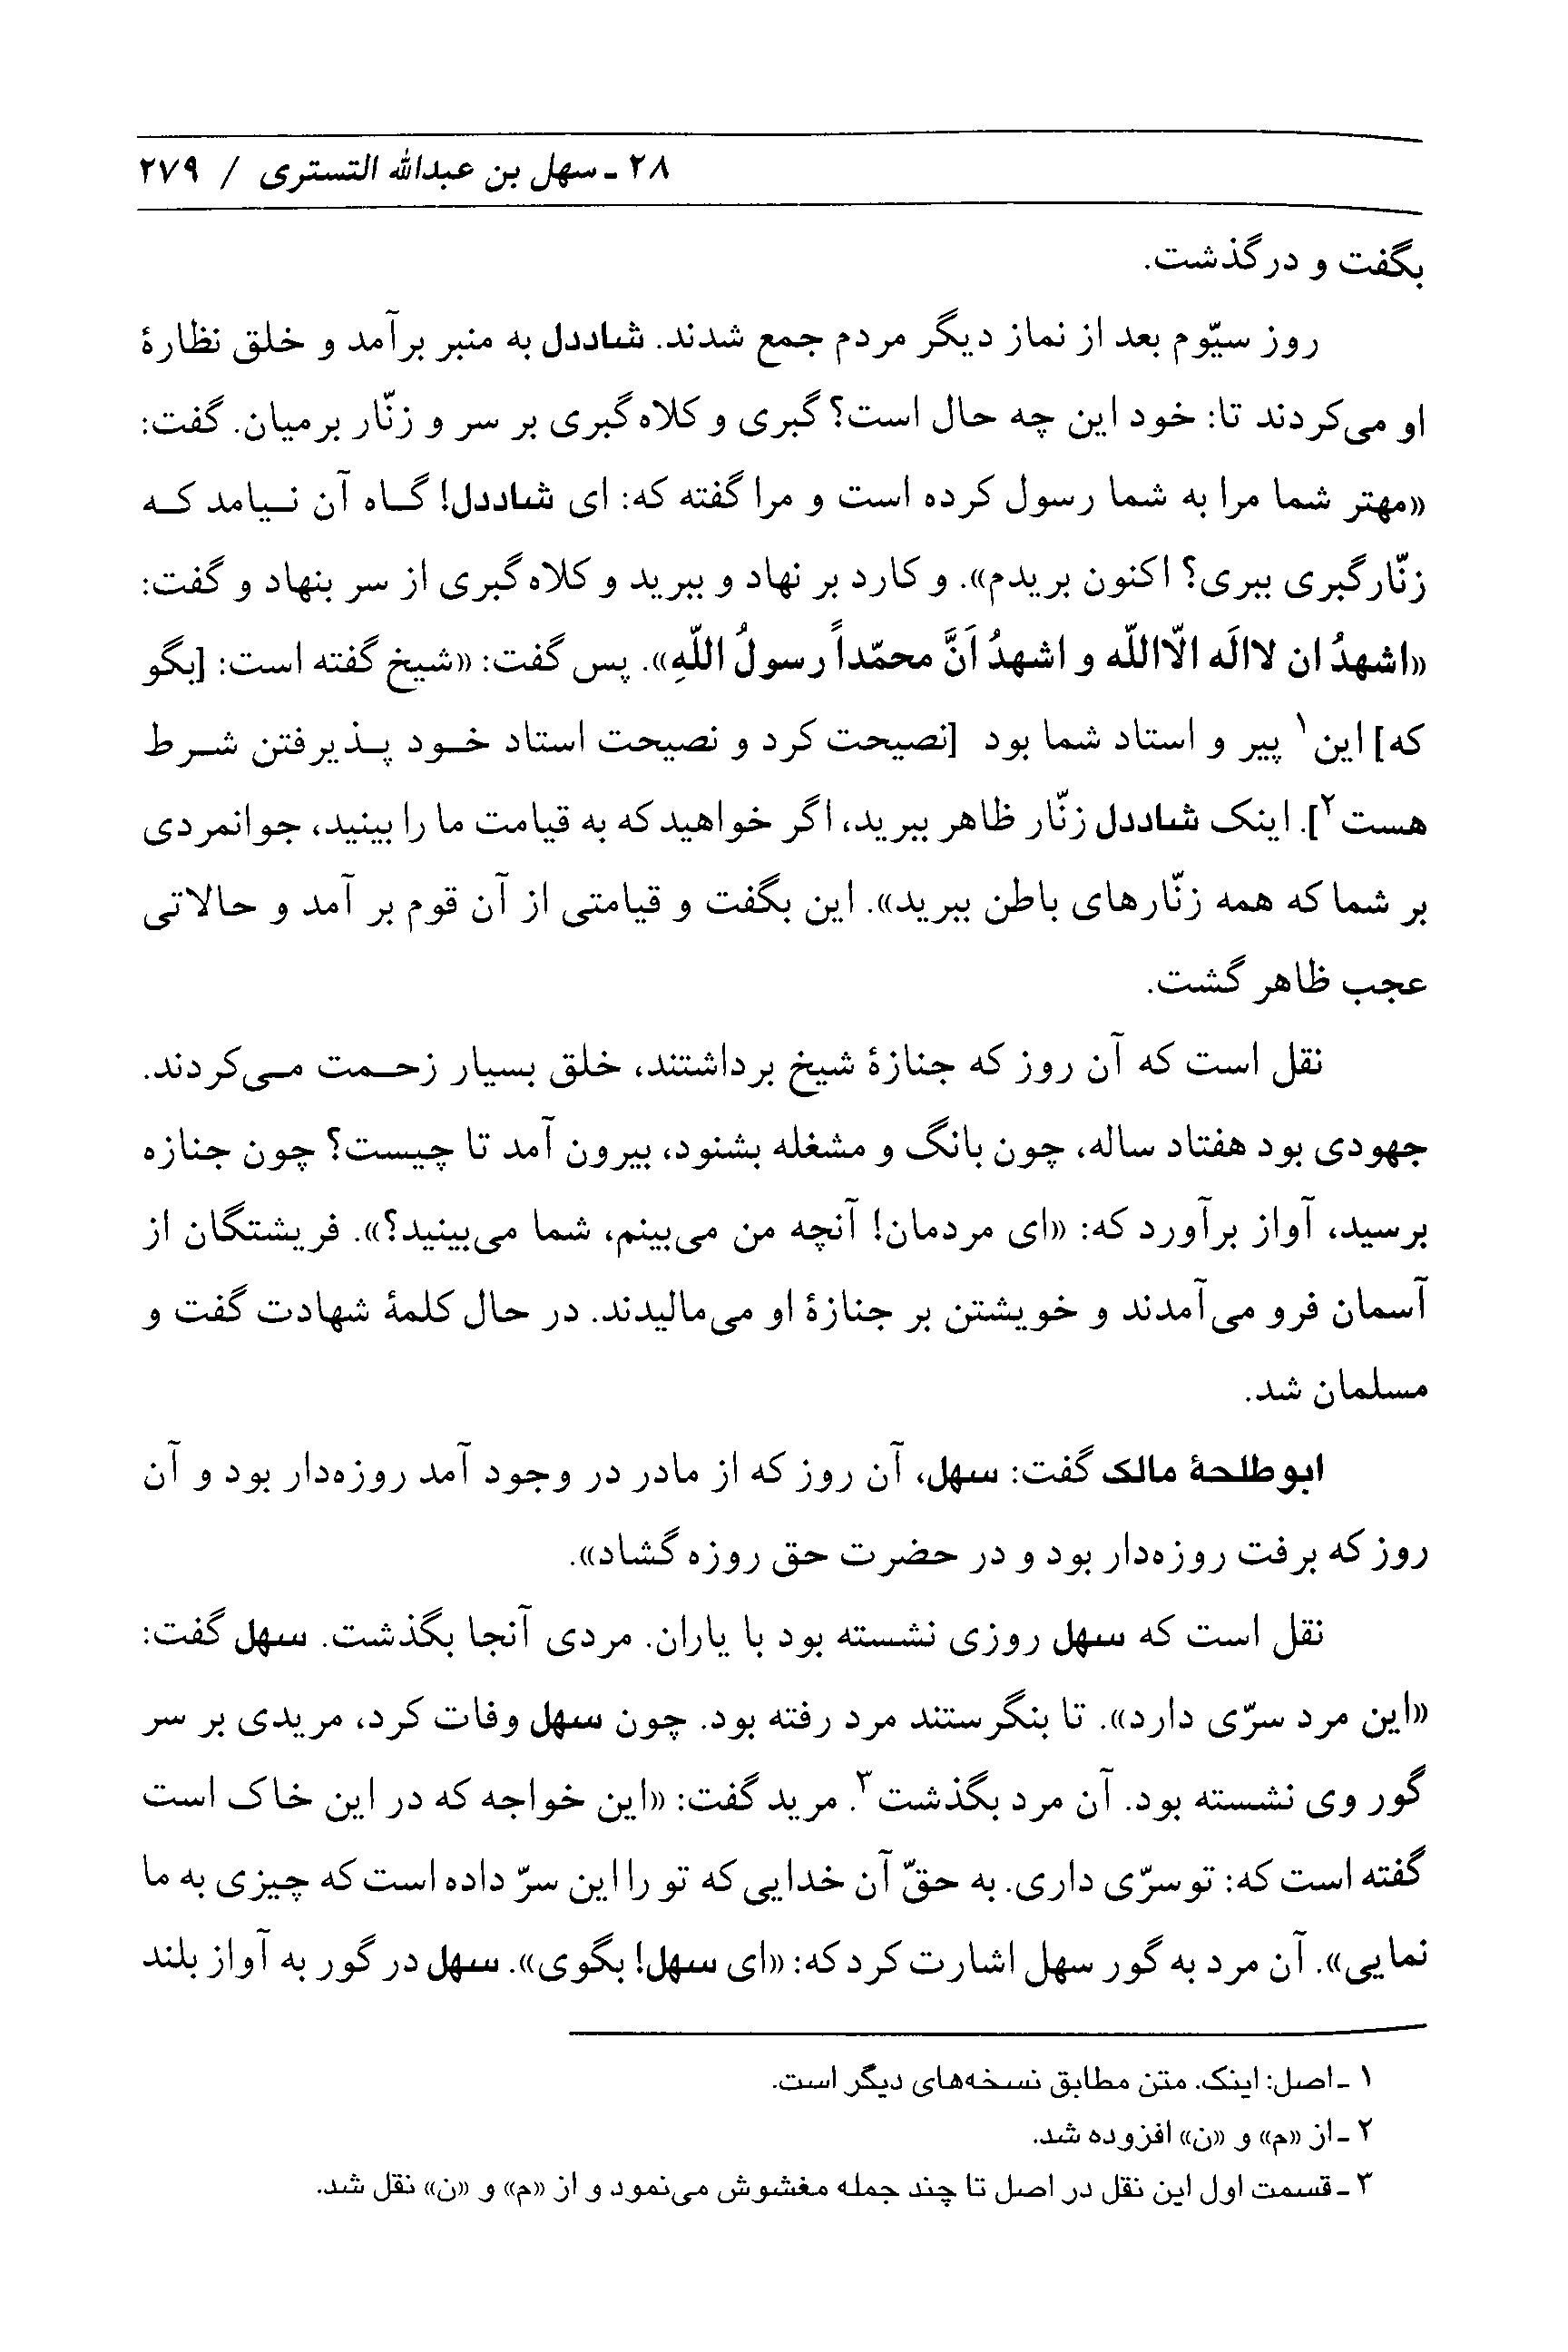 ۲۸ ـ سهل بن عبدالله التستری / ۲۷۹
بگفت و درگذشت.
روز سیّوم بعد از نماز دیگر مردم جمع شدند. شاددل به منبر برآمد و خلق نظارهٔ
او می‌کردند تا: خود این چه حال است؟ گبری و کلاه‌گبری بر سر و زنّار برمیان. گفت:
«مهتر شما مرا به شما رسول کرده است و مرا گفته که: ای شاددل! گاه آن نیامد که
زنّارگبری ببری؟ اکنون بریدم». و کارد بر نهاد و ببرید و کلاه‌گبری از سر بنهاد و گفت:
«اشهدُ ان لاالَه الّااللّه و اشهدُ اَنَّ محمّداً رسولُ اللّهِ». پس گفت: «شیخ گفته است: [بگو
که] این۱ پیر و استاد شما بود [نصیحت کرد و نصیحت استاد خود پذیرفتن شرط
هست۲]. اینک شاددل زنّار ظاهر ببرید، اگر خواهید که به قیامت ما را بینید، جوانمردی
بر شما که همه زنّارهای باطن ببرید». این بگفت و قیامتی از آن قوم بر آمد و حالاتی
عجب ظاهر گشت.
نقل است که آن روز که جنازهٔ شیخ برداشتند، خلق بسیار زحمت می‌کردند.
جهودی بود هفتاد ساله، چون بانگ و مشغله بشنود، بیرون آمد تا چیست؟ چون جنازه
برسید، آواز برآورد که: «ای مردمان! آنچه من می‌بینم، شما می‌بینید؟». فریشتگان از
آسمان فرو می‌آمدند و خویشتن بر جنازهٔ او می‌مالیدند. در حال کلمهٔ شهادت گفت و
مسلمان شد.
ابوطلحهٔ مالک گفت: سهل، آن روز که از مادر در وجود آمد روزه‌دار بود و آن
روز که برفت روزه‌دار بود و در حضرت حق روزه گشاد».
نقل است که سهل روزی نشسته بود با یاران. مردی آنجا بگذشت. سهل گفت:
«این مرد سرّی دارد». تا بنگرستند مرد رفته بود. چون سهل وفات کرد، مریدی بر سر
گور وی نشسته بود. آن مرد بگذشت۳. مرید گفت: «این خواجه که در این خاک است
گفته است که: تو سرّی داری. به حقّ آن خدایی که تو را این سرّ داده است که چیزی به ما
نمایی». آن مرد به گور سهل اشارت کرد که: «ای سهل! بگوی». سهل در گور به آواز بلند
۱ ـ اصل: اینک. متن مطابق نسخه‌های دیگر است.
۲ ـ از «م» و «ن» افزوده شد.
۳ ـ قسمت اول این نقل در اصل تا چند جمله مغشوش می‌نمود و از «م» و «ن» نقل شد.